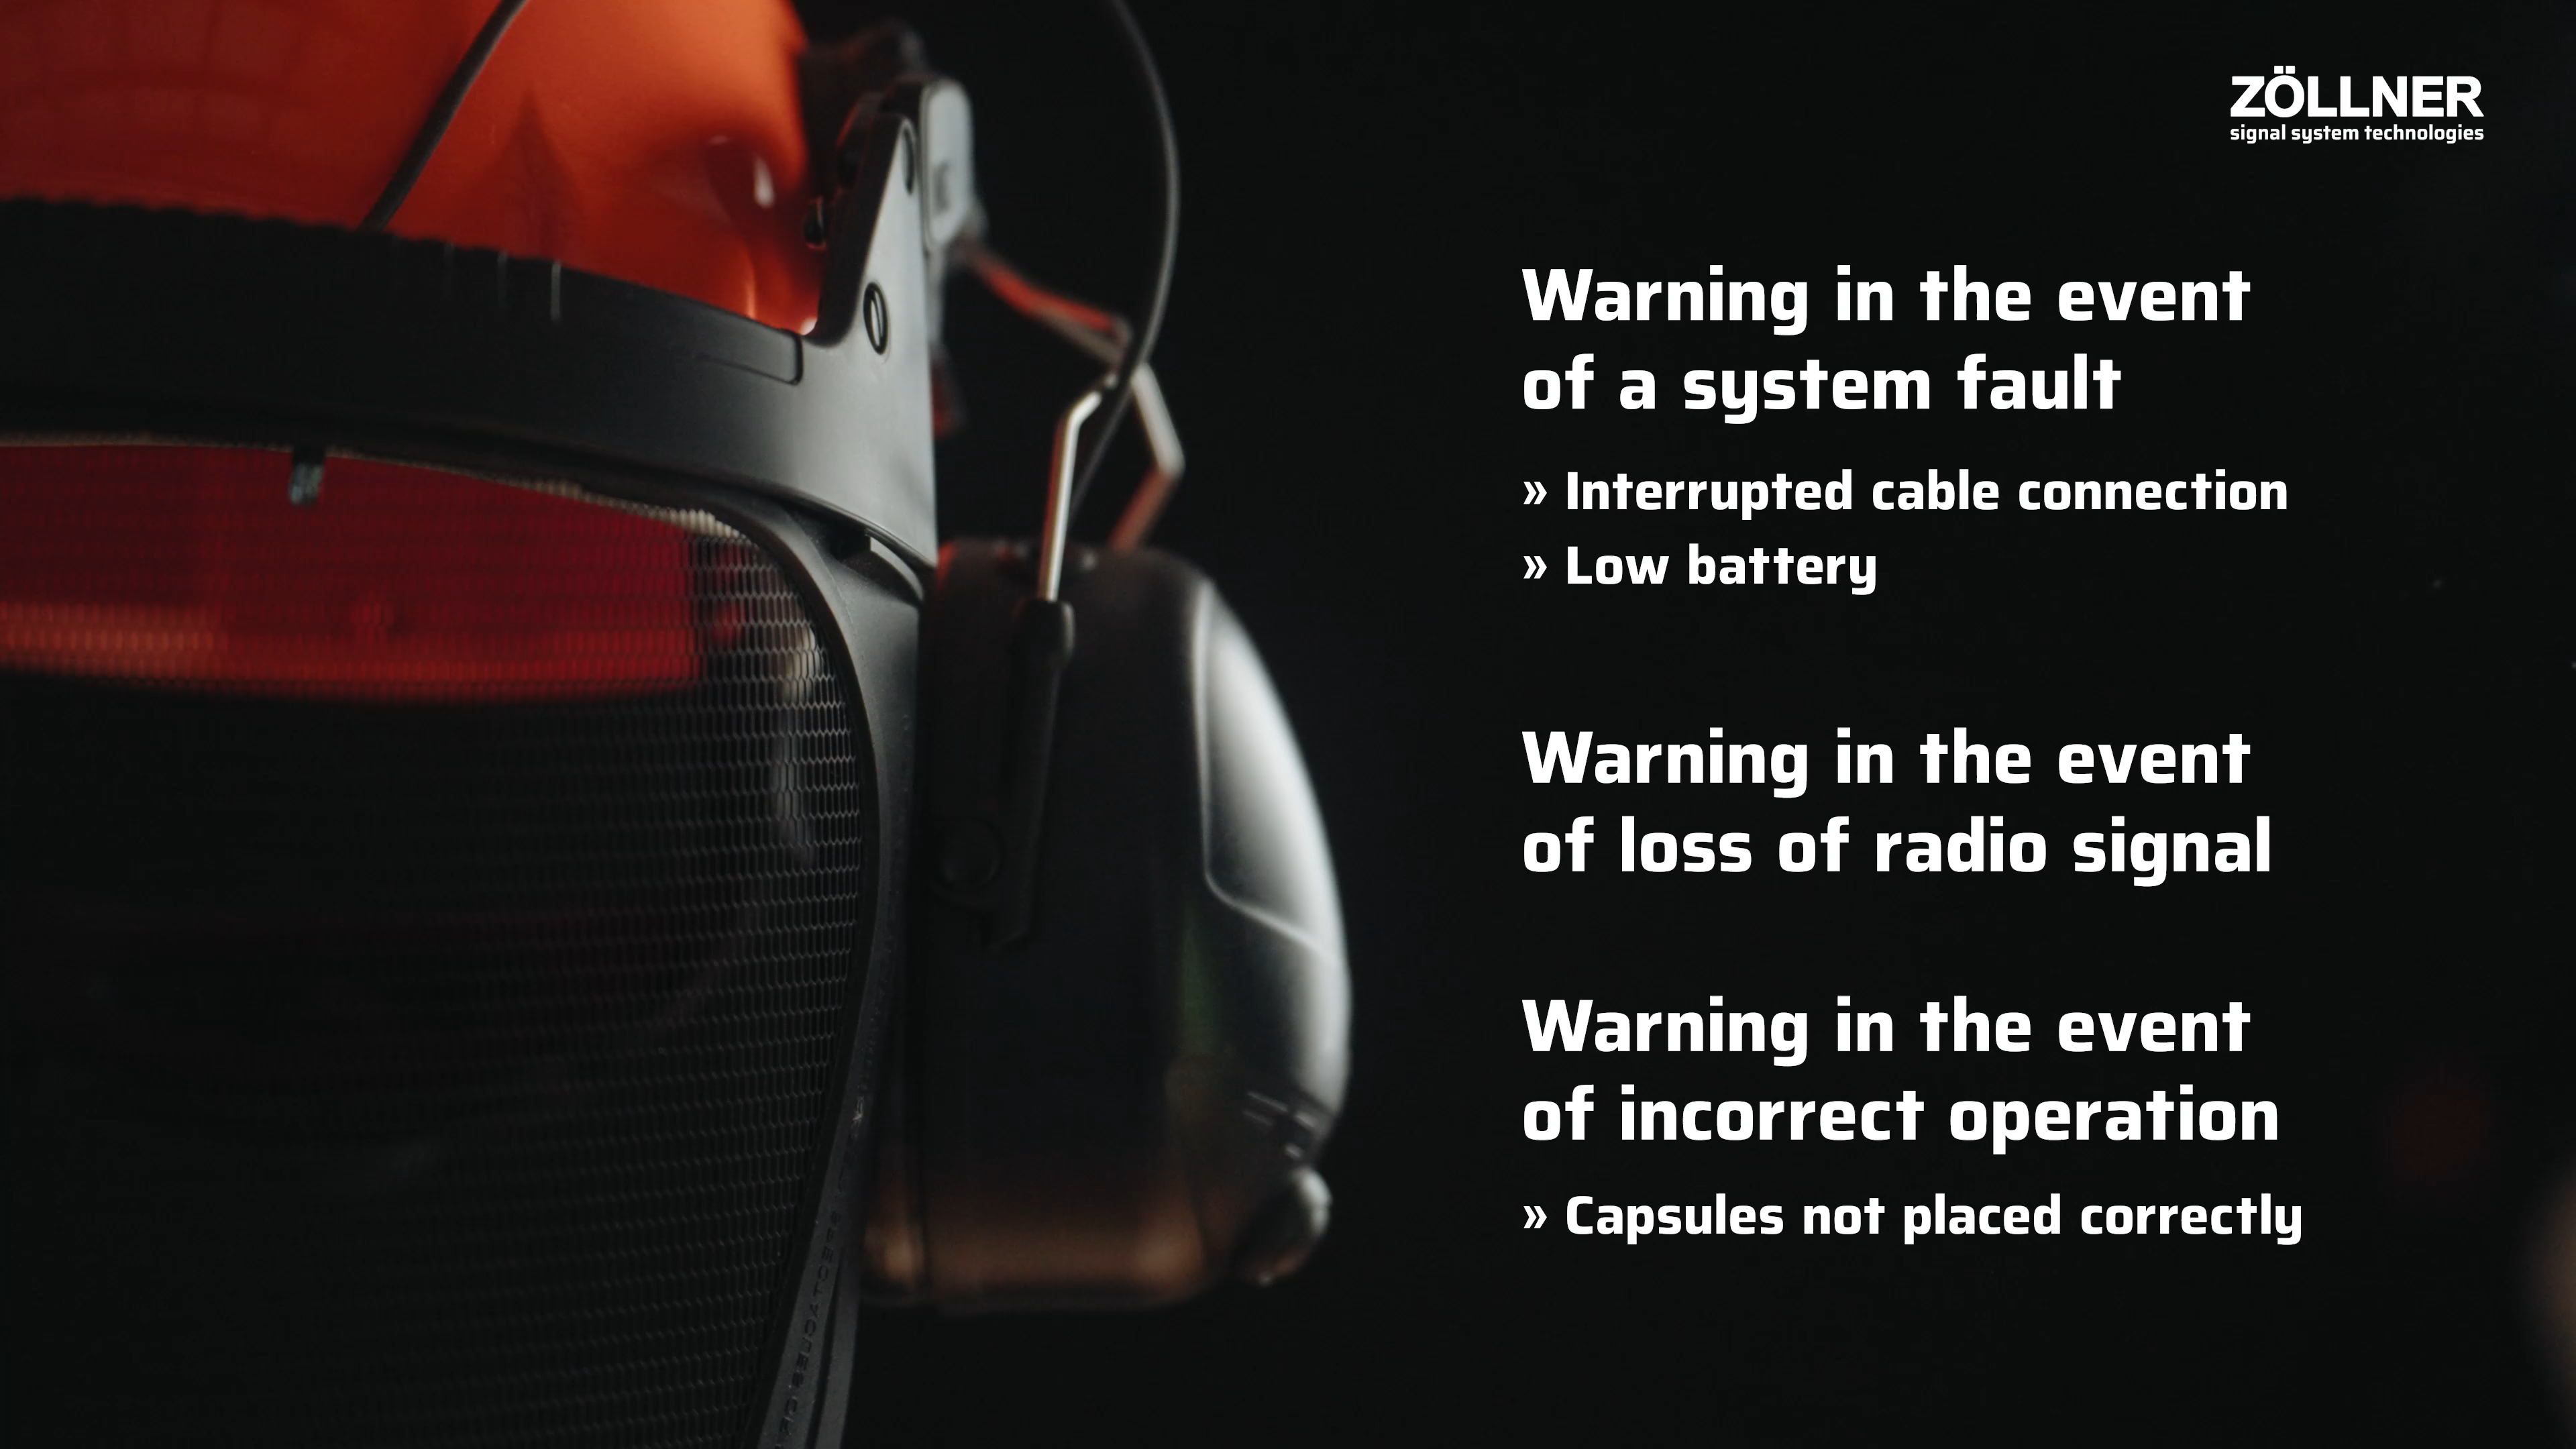 ZÖLLNER
signal system technologies
Warning in the event
of a system fault
» Interrupted cable connection
» Low battery
Warning in the event
of loss of radio signal
Warning in the event
of incorrect operation
» Capsules not placed correctly